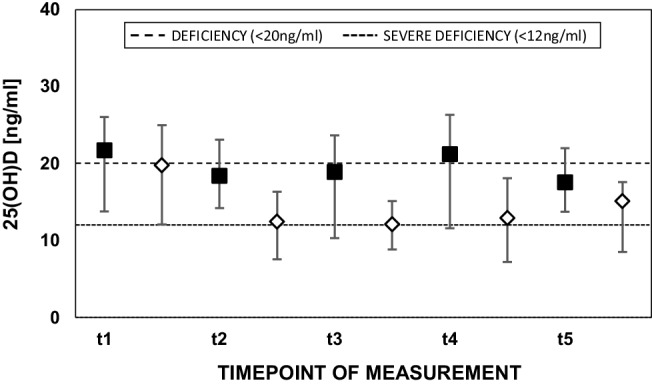 40
DEFICIENCY (<20ng/ml) SEVERE DEFICIENCY (<12ng/ml)
30
25(OH)D [ng/ml]
20
10
0
t1 t2 t3 t4 t5
TIMEPOINT OF MEASUREMENT